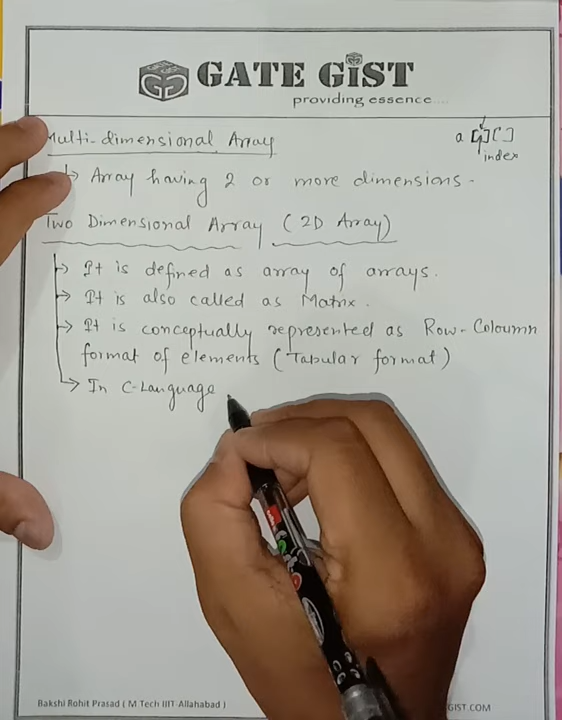 GATE GIST
providing essence....
Multi-dimensional Array
a [ ] [ ]
index
Array having 2 or more dimensions.
Two Dimensional Array ( 2D Array)
It is defined as array of arrays.
It is also called as Matrix.
It is conceptually represented as Row-Coloumn
format of elements ( Tabular format )
In C-Language
Bakshi Rohit Prasad ( M Tech IIIT-Allahabad )
GIST.COM